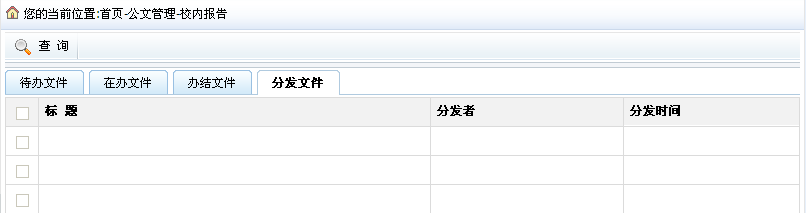 您的当前位置:首页-公文管理-校内报告
查 询
待办文件 在办文件 办结文件 分发文件
标 题 分发者 分发时间